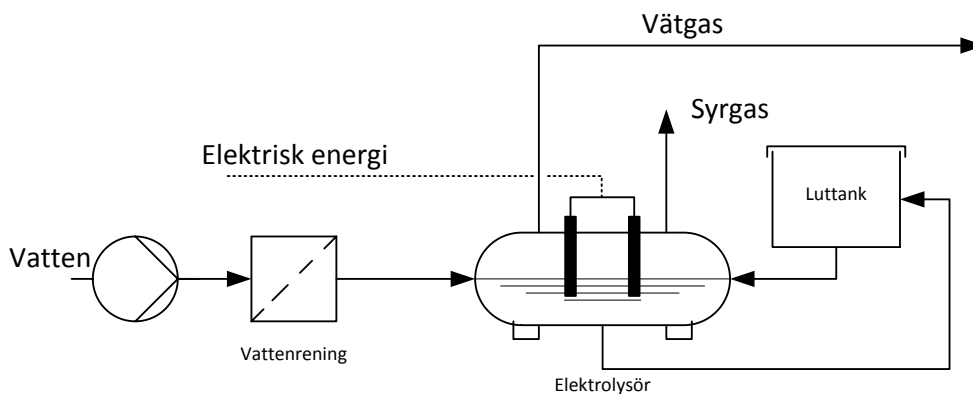 Vätgas
Syrgas
Elektrisk energi
Luttank
Vatten
Vattenrening
Elektrolysör